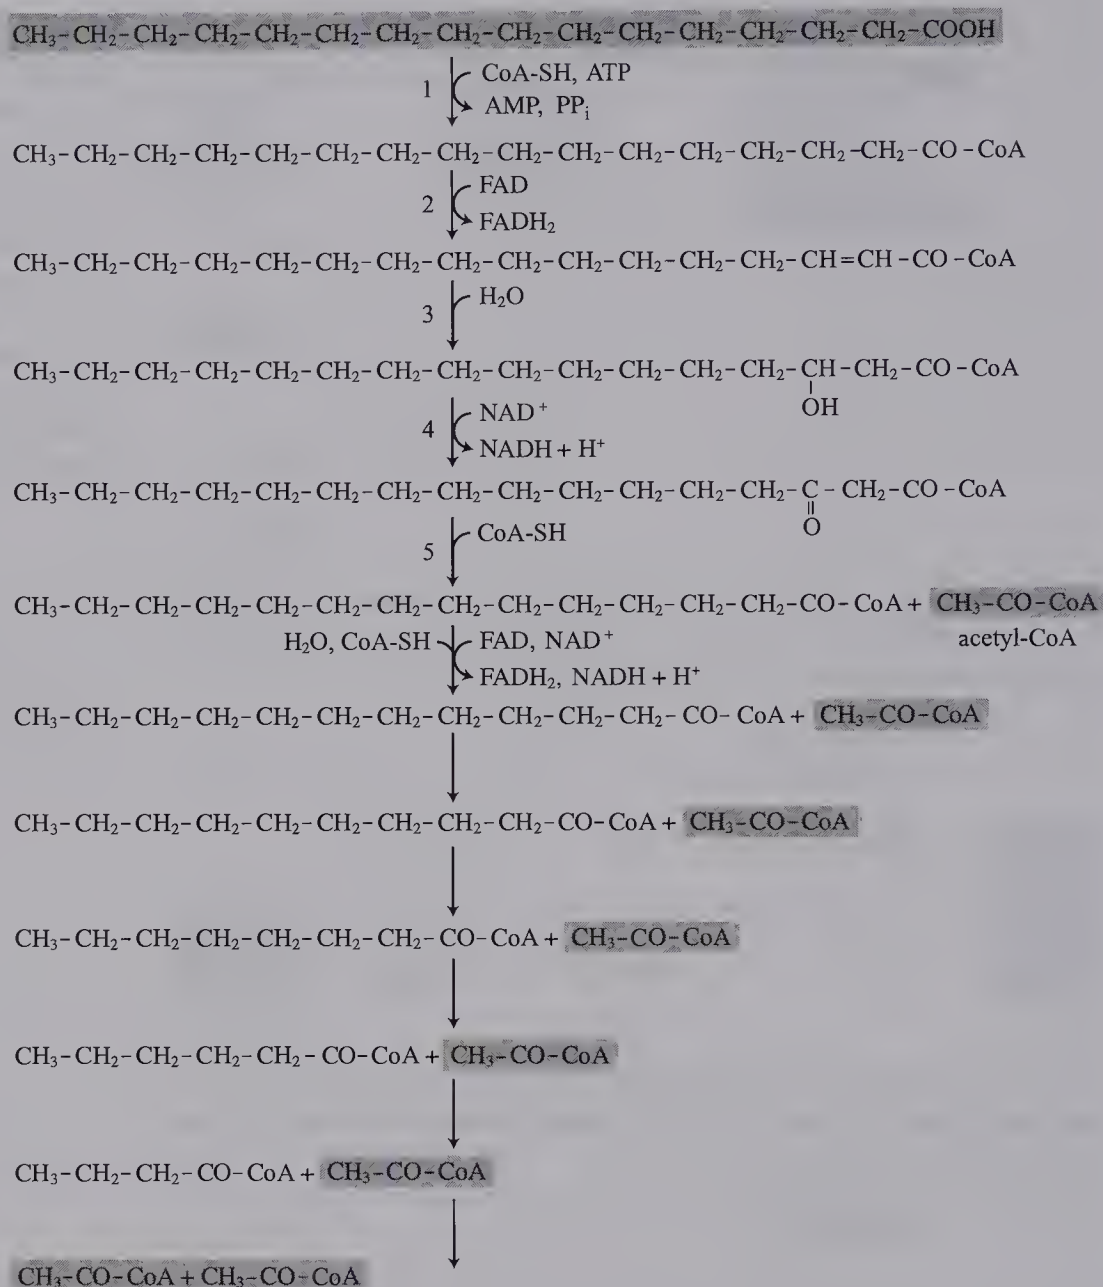 CH₃-CH₂-CH₂-CH₂-CH₂-CH₂-CH₂-CH₂-CH₂-CH₂-CH₂-CH₂-CH₂-CH₂-CH₂-COOH
1 CoA-SH, ATP
AMP, PPᵢ
CH₃-CH₂-CH₂-CH₂-CH₂-CH₂-CH₂-CH₂-CH₂-CH₂-CH₂-CH₂-CH₂-CH₂-CH₂-CO-CoA
2 FAD
FADH₂
CH₃-CH₂-CH₂-CH₂-CH₂-CH₂-CH₂-CH₂-CH₂-CH₂-CH₂-CH₂-CH₂-CH=CH-CO-CoA
3 H₂O
CH₃-CH₂-CH₂-CH₂-CH₂-CH₂-CH₂-CH₂-CH₂-CH₂-CH₂-CH₂-CH₂-CH-CH₂-CO-CoA
OH
4 NAD⁺
NADH + H⁺
CH₃-CH₂-CH₂-CH₂-CH₂-CH₂-CH₂-CH₂-CH₂-CH₂-CH₂-CH₂-CH₂-C-CH₂-CO-CoA
O
5 CoA-SH
CH₃-CH₂-CH₂-CH₂-CH₂-CH₂-CH₂-CH₂-CH₂-CH₂-CH₂-CH₂-CH₂-CO-CoA + CH₃-CO-CoA
acetyl-CoA
H₂O, CoA-SH FAD, NAD⁺
FADH₂, NADH + H⁺
CH₃-CH₂-CH₂-CH₂-CH₂-CH₂-CH₂-CH₂-CH₂-CH₂-CH₂-CO-CoA + CH₃-CO-CoA
CH₃-CH₂-CH₂-CH₂-CH₂-CH₂-CH₂-CH₂-CH₂-CO-CoA + CH₃-CO-CoA
CH₃-CH₂-CH₂-CH₂-CH₂-CH₂-CH₂-CO-CoA + CH₃-CO-CoA
CH₃-CH₂-CH₂-CH₂-CH₂-CO-CoA + CH₃-CO-CoA
CH₃-CH₂-CH₂-CO-CoA + CH₃-CO-CoA
CH₃-CO-CoA + CH₃-CO-CoA